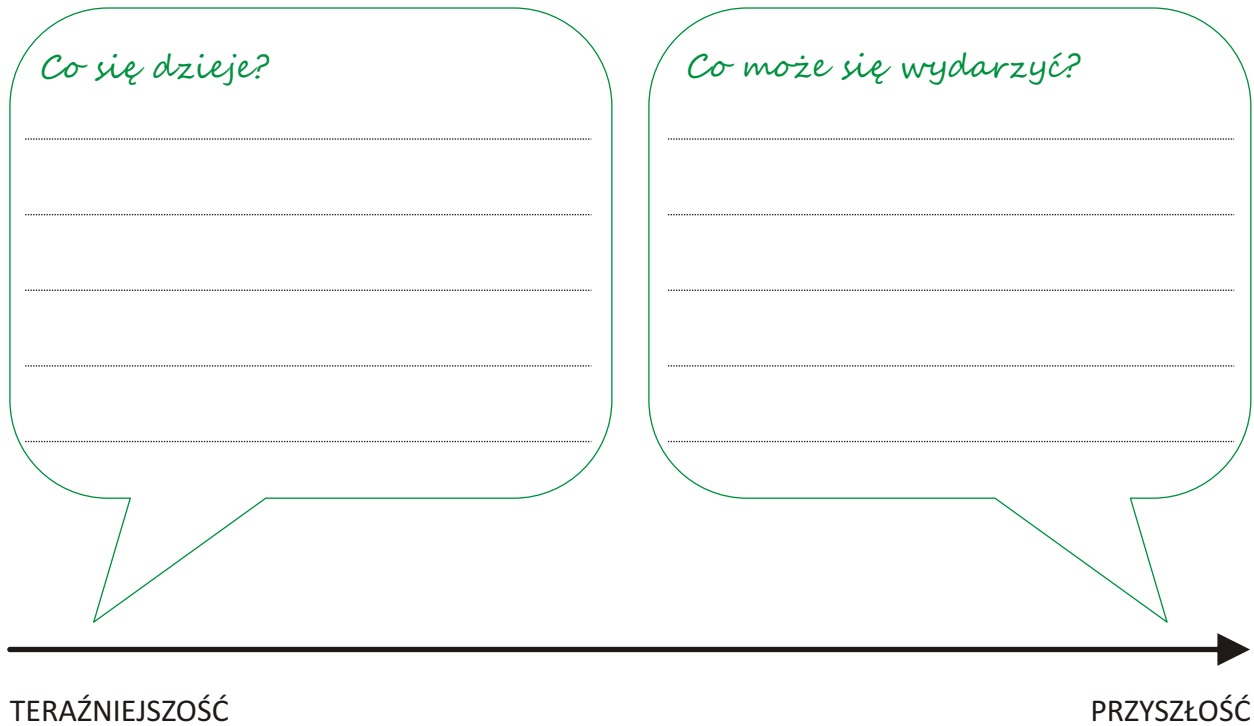 Co się dzieje?
Co może się wydarzyć?
TERAŹNIEJSZOŚĆ
PRZYSZŁOŚĆ